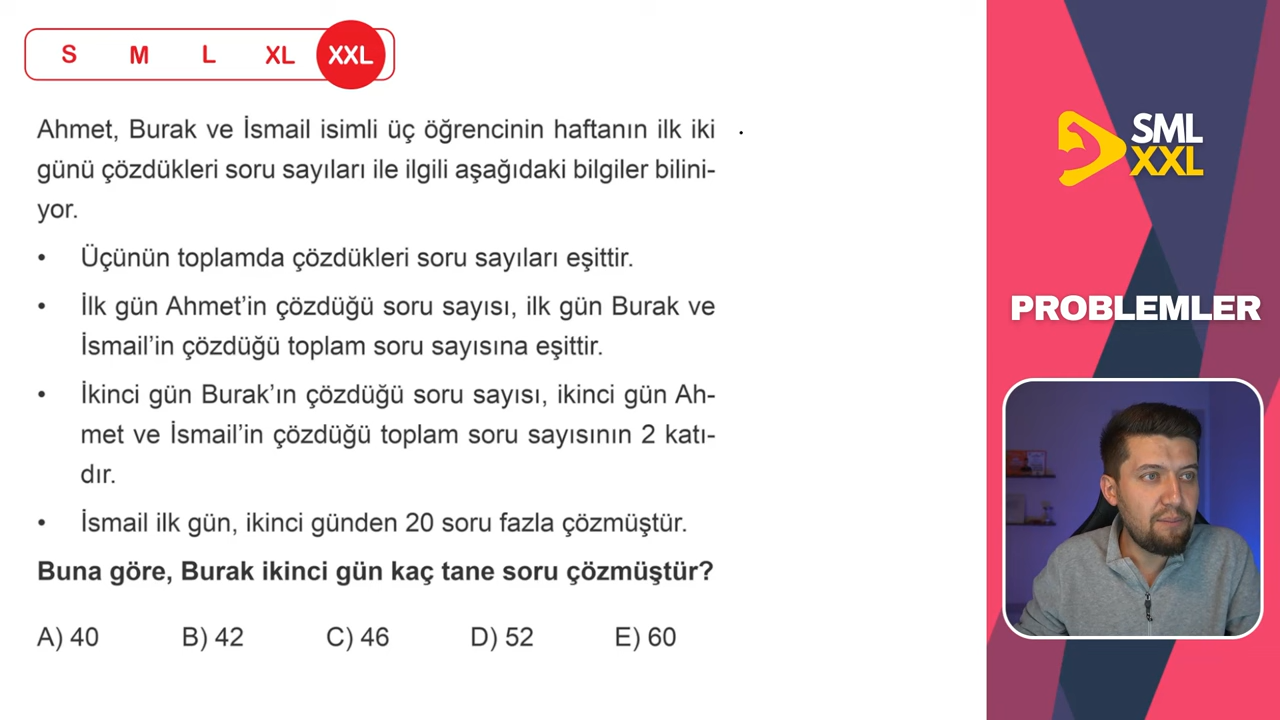 S M L XL XXL
Ahmet, Burak ve İsmail isimli üç öğrencinin haftanın ilk iki
günü çözdükleri soru sayıları ile ilgili aşağıdaki bilgiler bilini-
yor.
• Üçünün toplamda çözdükleri soru sayıları eşittir.
• İlk gün Ahmet'in çözdüğü soru sayısı, ilk gün Burak ve
İsmail'in çözdüğü toplam soru sayısına eşittir.
• İkinci gün Burak'ın çözdüğü soru sayısı, ikinci gün Ah-
met ve İsmail'in çözdüğü toplam soru sayısının 2 katı-
dır.
• İsmail ilk gün, ikinci günden 20 soru fazla çözmüştür.
Buna göre, Burak ikinci gün kaç tane soru çözmüştür?
A) 40 B) 42 C) 46 D) 52 E) 60
SML
XXL
PROBLEMLER